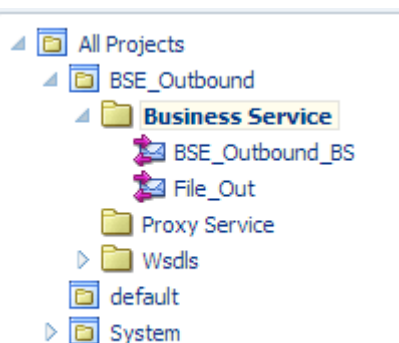 All Projects
BSE_Outbound
Business Service
BSE_Outbound_BS
File_Out
Proxy Service
Wsdls
default
System